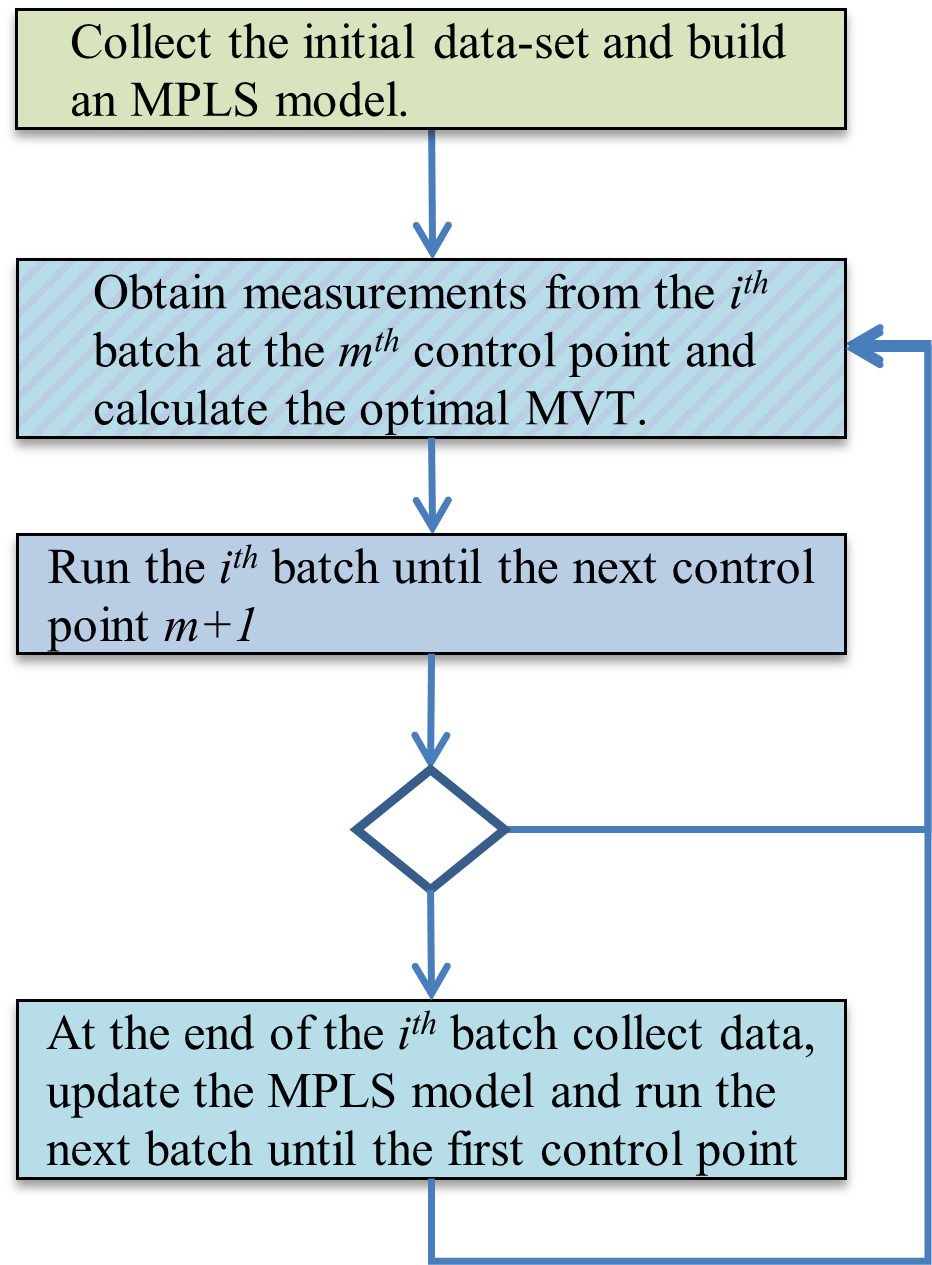 Collect the initial data-set and build
an MPLS model.
Obtain measurements from the i^th
batch at the m^th control point and
calculate the optimal MVT.
Run the i^th batch until the next control
point m+1
At the end of the i^th batch collect data,
update the MPLS model and run the
next batch until the first control point